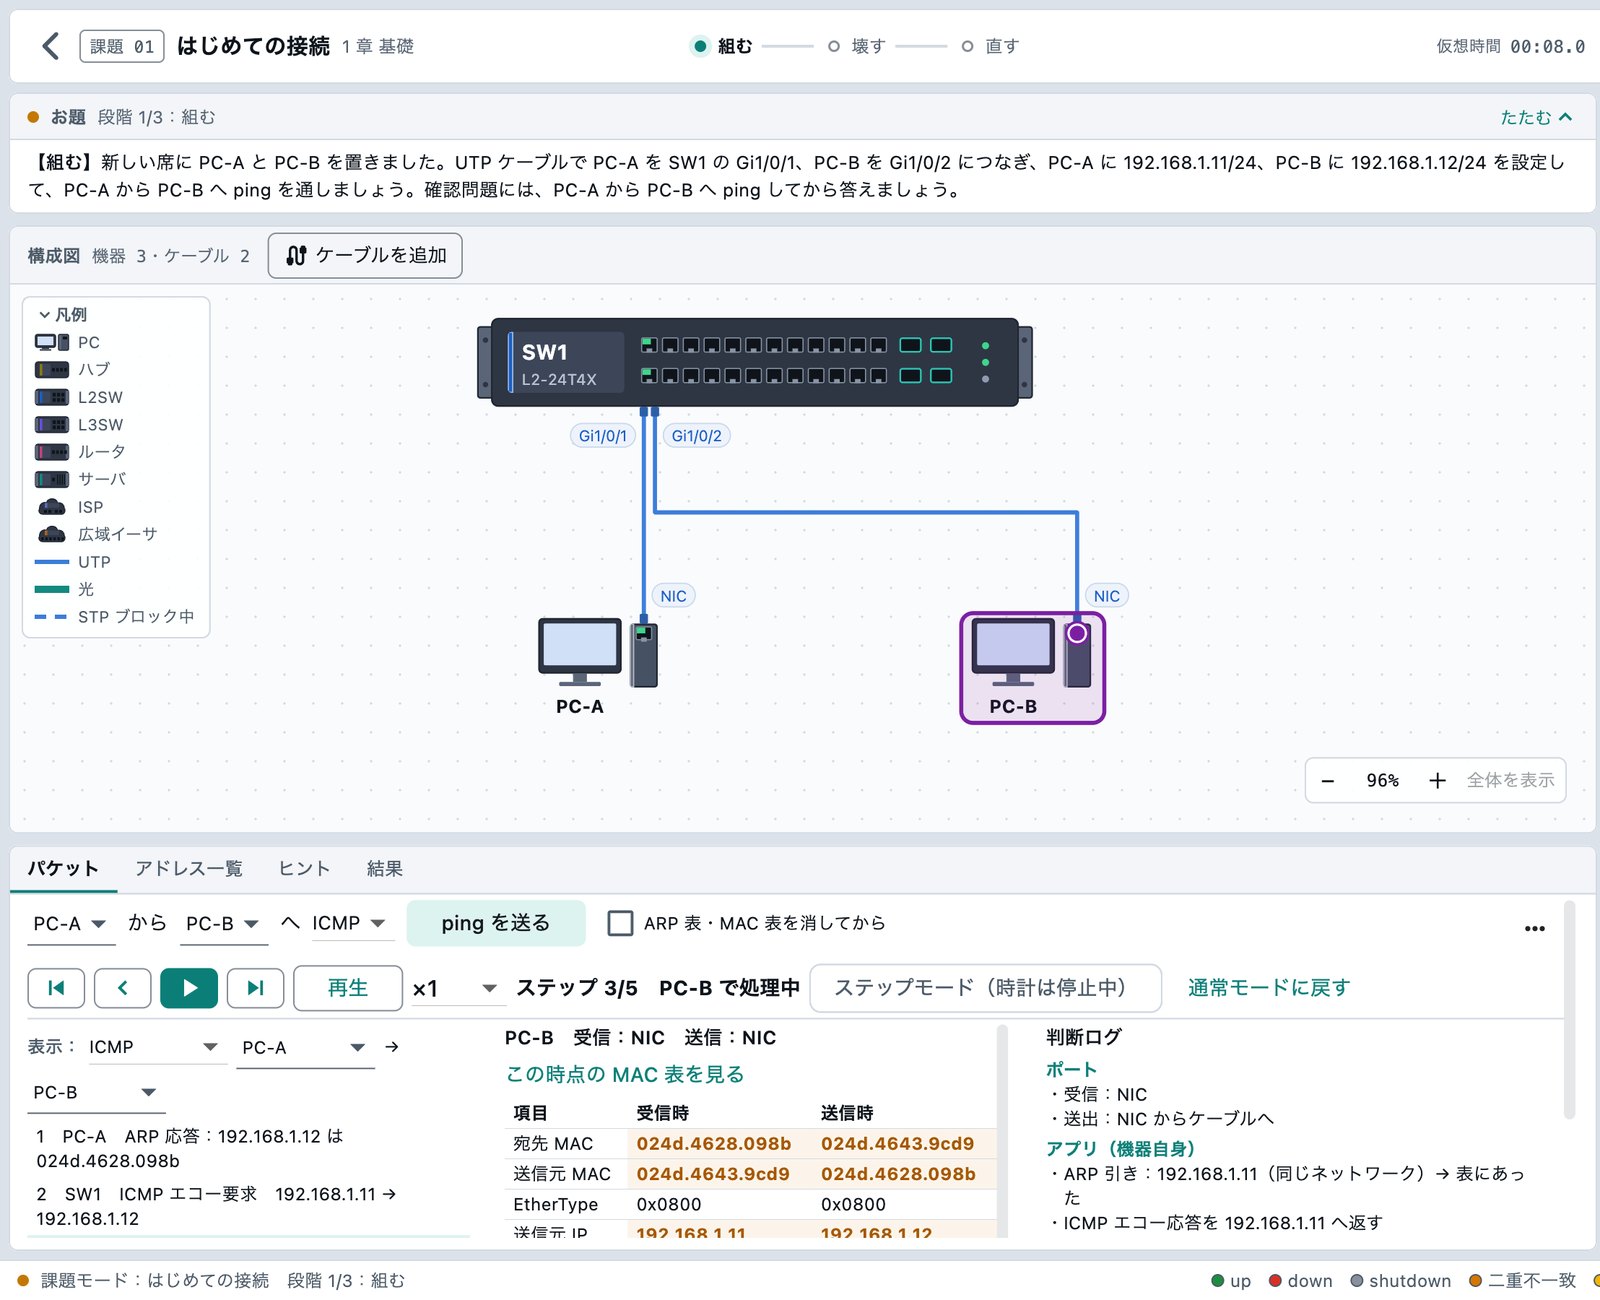 課題 01 はじめての接続 1 章 基礎
組む 壊す 直す
仮想時間 00:08.0
お題 段階 1/3：組む
たたむ
【組む】新しい席に PC-A と PC-B を置きました。UTP ケーブルで PC-A を SW1 の Gi1/0/1、PC-B を Gi1/0/2 につなぎ、PC-A に 192.168.1.11/24、PC-B に 192.168.1.12/24 を設定し
て、PC-A から PC-B へ ping を通しましょう。確認問題には、PC-A から PC-B へ ping してから答えましょう。
構成図 機器 3・ケーブル 2 ケーブルを追加
凡例
PC
ハブ
L2SW
L3SW
ルータ
サーバ
ISP
広域イーサ
UTP
光
STP ブロック中
SW1
L2-24T4X
Gi1/0/1 Gi1/0/2
NIC NIC
PC-A PC-B
− 96% + 全体を表示
パケット アドレス一覧 ヒント 結果
PC-A から PC-B へ ICMP ping を送る ARP 表・MAC 表を消してから
再生 ×1 ステップ 3/5 PC-B で処理中 ステップモード（時計は停止中） 通常モードに戻す
表示： ICMP PC-A →
PC-B
1 PC-A ARP 応答：192.168.1.12 は
024d.4628.098b
2 SW1 ICMP エコー要求 192.168.1.11 →
192.168.1.12
PC-B 受信：NIC 送信：NIC
この時点の MAC 表を見る
項目 受信時 送信時
宛先 MAC 024d.4628.098b 024d.4643.9cd9
送信元 MAC 024d.4643.9cd9 024d.4628.098b
EtherType 0x0800 0x0800
送信元 IP 192.168.1.11 192.168.1.12
判断ログ
ポート
・受信：NIC
・送出：NIC からケーブルへ
アプリ（機器自身）
・ARP 引き：192.168.1.11（同じネットワーク）→ 表にあっ
た
・ICMP エコー応答を 192.168.1.11 へ返す
課題モード：はじめての接続 段階 1/3：組む
up down shutdown 二重不一致